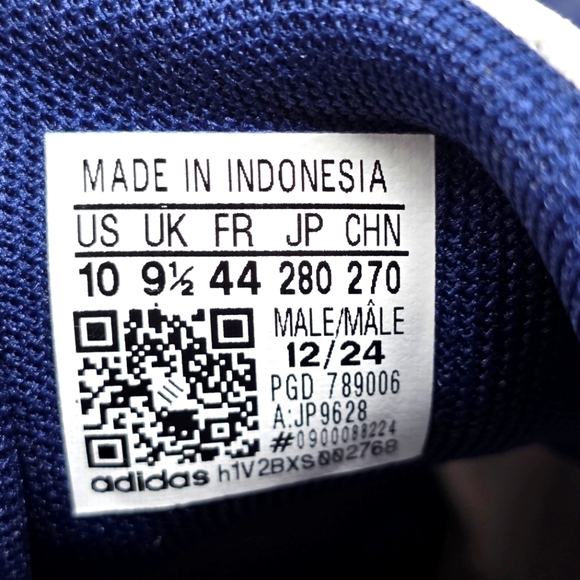 MADE IN INDONESIA
US UK FR JP CHN
10 9½ 44 280 270
MALE/MÂLE
12/24
PGD 789006
A:JP9628
#0900088224
adidas h1V2BXS002768